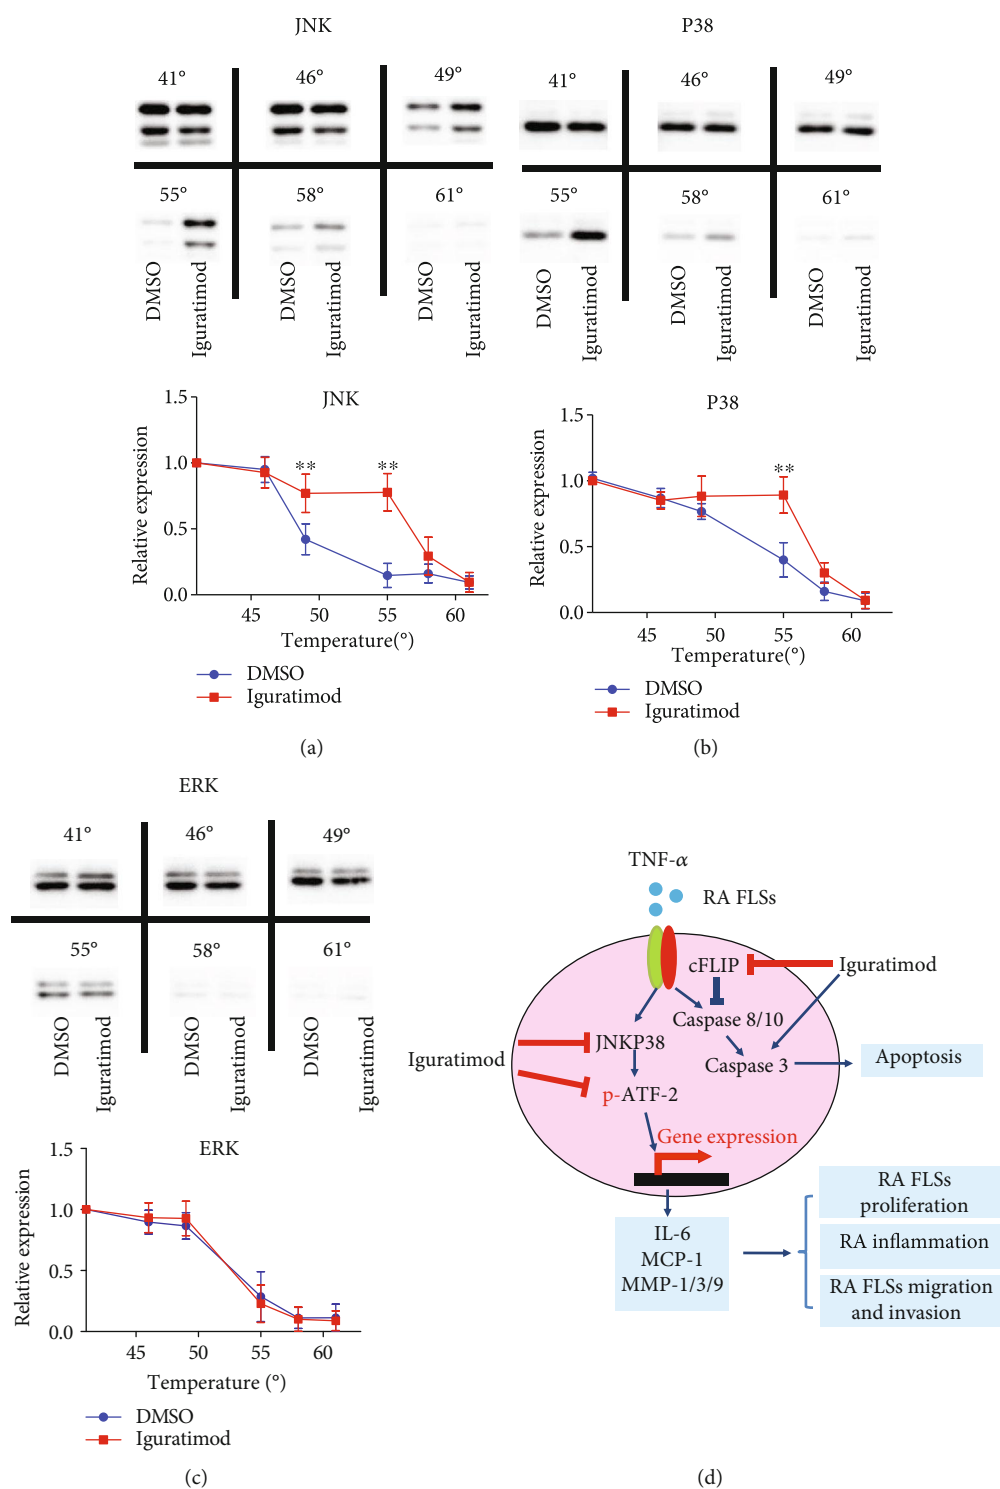 JNK
41°
46°
49°
55°
58°
61°
DMSO
Iguratimod
DMSO
Iguratimod
DMSO
Iguratimod
JNK
1.5
1.0
0.5
0.0
Relative expression
**
**
45
50
55
60
Temperature(°)
DMSO
Iguratimod
(a)
P38
41°
46°
49°
55°
58°
61°
DMSO
Iguratimod
DMSO
Iguratimod
DMSO
Iguratimod
P38
1.5
1.0
0.5
0.0
Relative expression
**
45
50
55
60
Temperature(°)
DMSO
Iguratimod
(b)
ERK
41°
46°
49°
55°
58°
61°
DMSO
Iguratimod
DMSO
Iguratimod
DMSO
Iguratimod
ERK
1.5
1.0
0.5
0.0
Relative expression
45
50
55
60
Temperature (°)
DMSO
Iguratimod
(c)
TNF-α
RA FLSs
cFLIP
Iguratimod
Caspase 8/10
Iguratimod
JNKP38
Caspase 3
Apoptosis
p-ATF-2
Gene expression
IL-6
MCP-1
MMP-1/3/9
RA FLSs
proliferation
RA inflammation
RA FLSs migration
and invasion
(d)